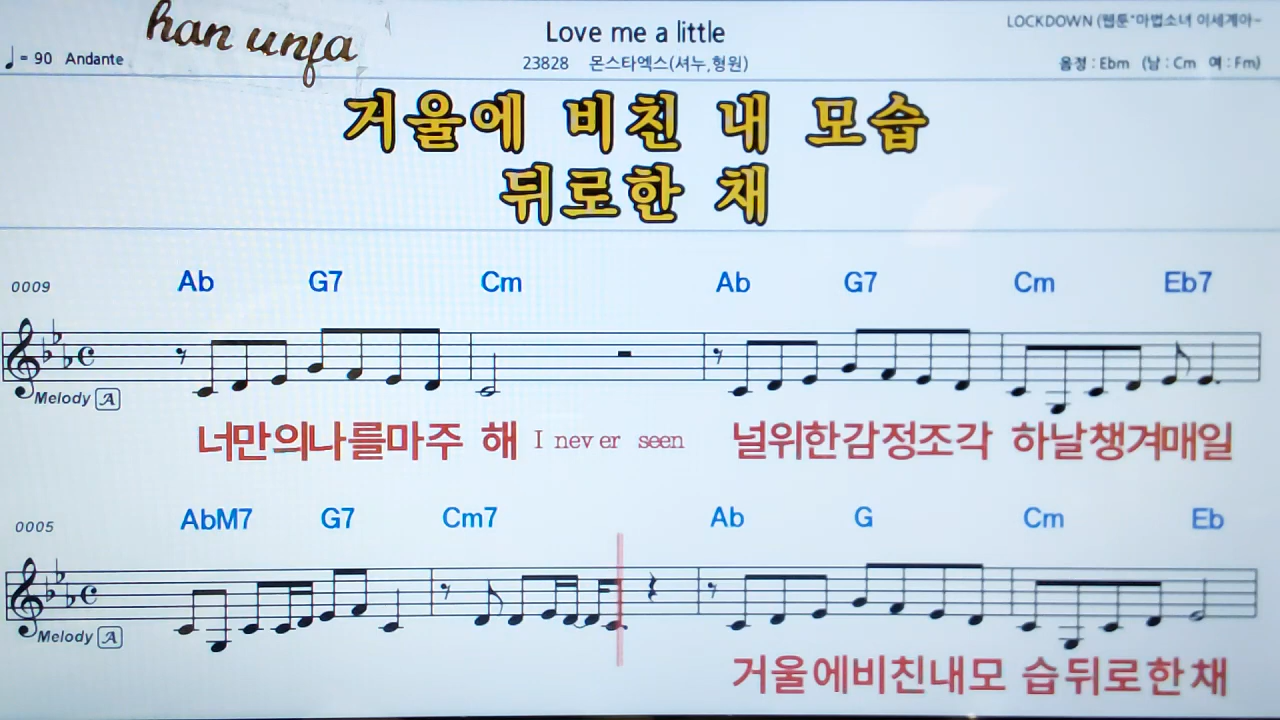 han unja
Love me a little
LOCKDOWN (웹툰"마법소녀 이세계아~
♩= 90 Andante
23828 몬스타엑스(셔누,형원)
음정 : Ebm (남 : Cm 여 : Fm)
거울에 비친 내 모습
뒤로한 채
0009 Ab G7 Cm Ab G7 Cm Eb7
Melody A
너만의나를마주 해 I nev er seen 널위한감정조각 하날챙겨매일
0005 AbM7 G7 Cm7 Ab G Cm Eb
Melody A
거울에비친내모 습뒤로한채